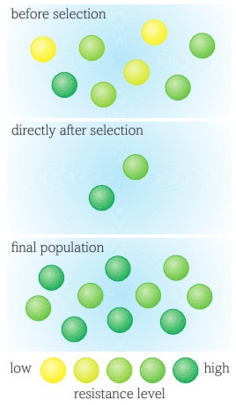 before selection
directly after selection
final population
low high
resistance level